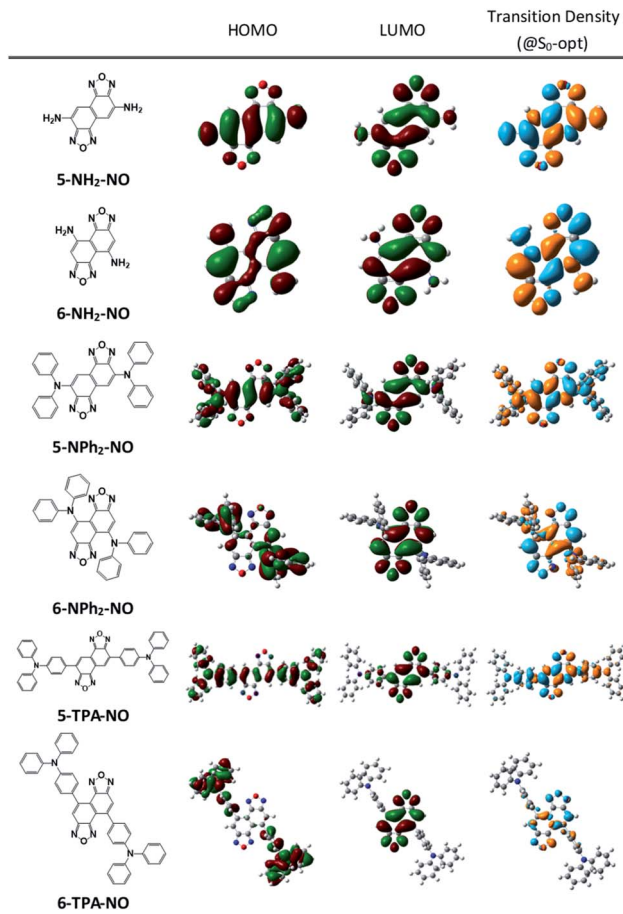 HOMO LUMO Transition Density
(@S₀-opt)
N O N
H₂N NH₂
N O N
5-NH₂-NO
N O N
H₂N
NH₂
N O N
6-NH₂-NO
N O N
N N
N O N
5-NPh₂-NO
N O N
N
N
N O N
6-NPh₂-NO
N O N
N N
N O N
5-TPA-NO
N
N O N
N O N
N
6-TPA-NO